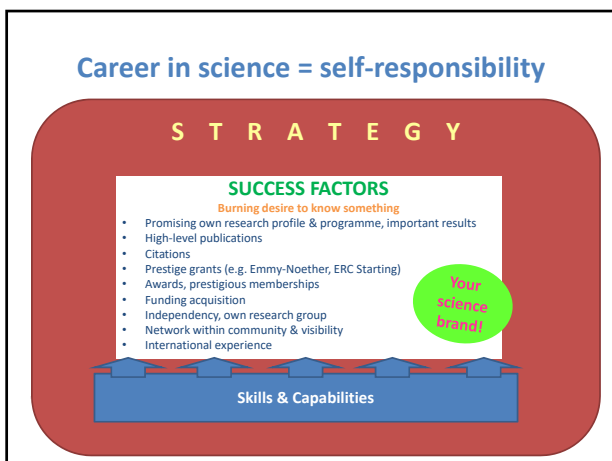 Career in science = self-responsibility
S T R A T E G Y
SUCCESS FACTORS
Burning desire to know something
• Promising own research profile & programme, important results
• High-level publications
• Citations
• Prestige grants (e.g. Emmy-Noether, ERC Starting)
• Awards, prestigious memberships
• Funding acquisition
• Independency, own research group
• Network within community & visibility
• International experience
Your
science
brand!
Skills & Capabilities